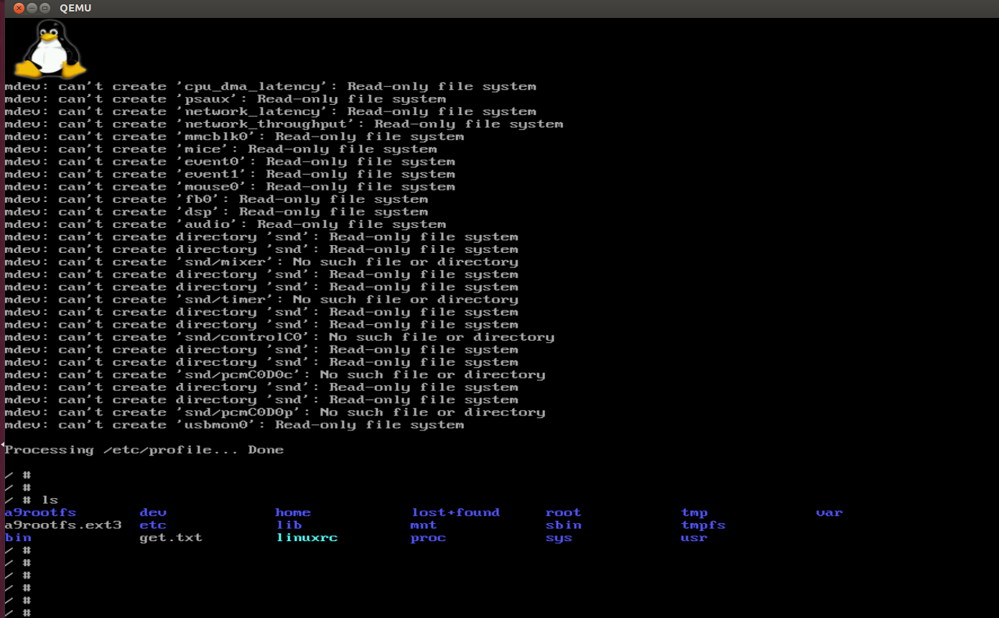 QEMU
mdev: can't create 'cpu_dma_latency': Read-only file system
mdev: can't create 'psaux': Read-only file system
mdev: can't create 'network_latency': Read-only file system
mdev: can't create 'network_throughput': Read-only file system
mdev: can't create 'mmcblk0': Read-only file system
mdev: can't create 'mice': Read-only file system
mdev: can't create 'event0': Read-only file system
mdev: can't create 'event1': Read-only file system
mdev: can't create 'mouse0': Read-only file system
mdev: can't create 'fb0': Read-only file system
mdev: can't create 'dsp': Read-only file system
mdev: can't create 'audio': Read-only file system
mdev: can't create directory 'snd': Read-only file system
mdev: can't create directory 'snd': Read-only file system
mdev: can't create 'snd/mixer': No such file or directory
mdev: can't create directory 'snd': Read-only file system
mdev: can't create directory 'snd': Read-only file system
mdev: can't create 'snd/timer': No such file or directory
mdev: can't create directory 'snd': Read-only file system
mdev: can't create directory 'snd': Read-only file system
mdev: can't create 'snd/controlC0': No such file or directory
mdev: can't create directory 'snd': Read-only file system
mdev: can't create directory 'snd': Read-only file system
mdev: can't create 'snd/pcmC0D0c': No such file or directory
mdev: can't create directory 'snd': Read-only file system
mdev: can't create directory 'snd': Read-only file system
mdev: can't create 'snd/pcmC0D0p': No such file or directory
mdev: can't create 'usbmon0': Read-only file system
Processing /etc/profile... Done
/ #
/ #
/ # ls
a9rootfs dev home lost+found root tmp var
a9rootfs.ext3 etc lib mnt sbin tmpfs
bin get.txt linuxrc proc sys usr
/ #
/ #
/ #
/ #
/ #
/ #